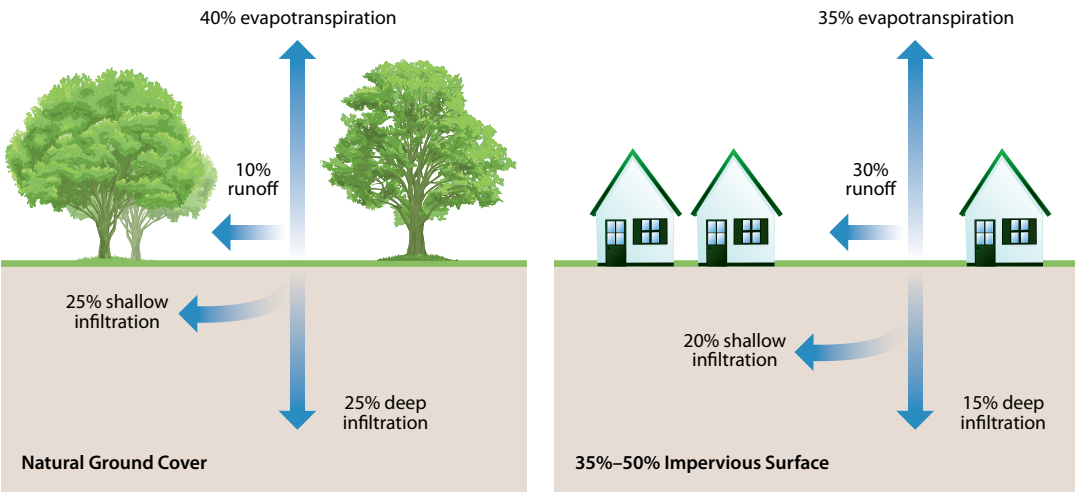 40% evapotranspiration
10%
runoff
25% shallow
infiltration
25% deep
infiltration
Natural Ground Cover
35% evapotranspiration
30%
runoff
20% shallow
infiltration
15% deep
infiltration
35%–50% Impervious Surface